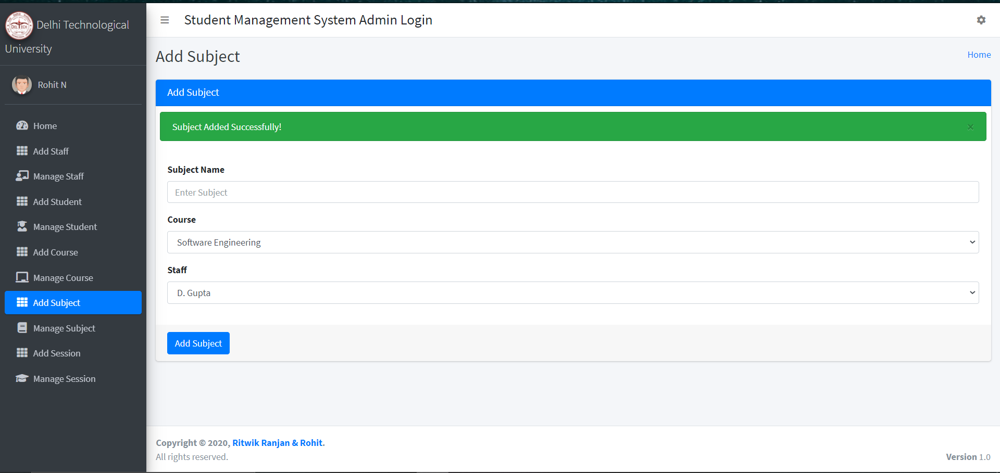 Delhi Technological
University
Rohit N
Home
Add Staff
Manage Staff
Add Student
Manage Student
Add Course
Manage Course
Add Subject
Manage Subject
Add Session
Manage Session
Student Management System Admin Login
Add Subject
Home
Add Subject
Subject Added Successfully!
×
Subject Name
Enter Subject
Course
Software Engineering
Staff
D. Gupta
Add Subject
Copyright © 2020, Ritwik Ranjan & Rohit.
All rights reserved.
Version 1.0